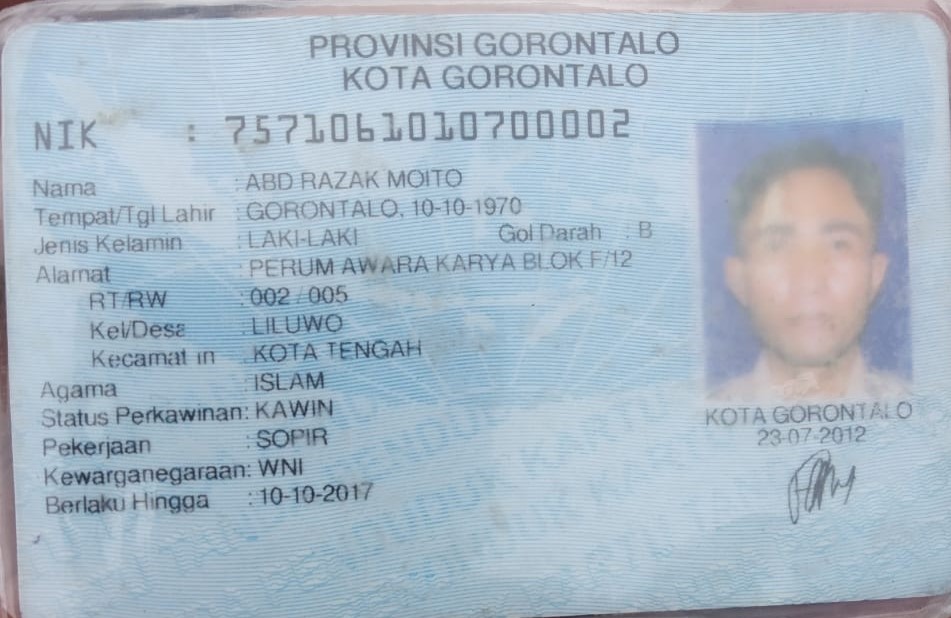 PROVINSI GORONTALO
KOTA GORONTALO
NIK : 7571061010700002
Nama : ABD RAZAK MOITO
Tempat/Tgl Lahir : GORONTALO, 10-10-1970
Jenis Kelamin : LAKI-LAKI Gol Darah : B
Alamat : PERUM AWARA KARYA BLOK F/12
RT/RW : 002 / 005
Kel/Desa : LILUWO
Kecamatan : KOTA TENGAH
Agama : ISLAM
Status Perkawinan: KAWIN
Pekerjaan : SOPIR
Kewarganegaraan: WNI
Berlaku Hingga : 10-10-2017
KOTA GORONTALO
23-07-2012